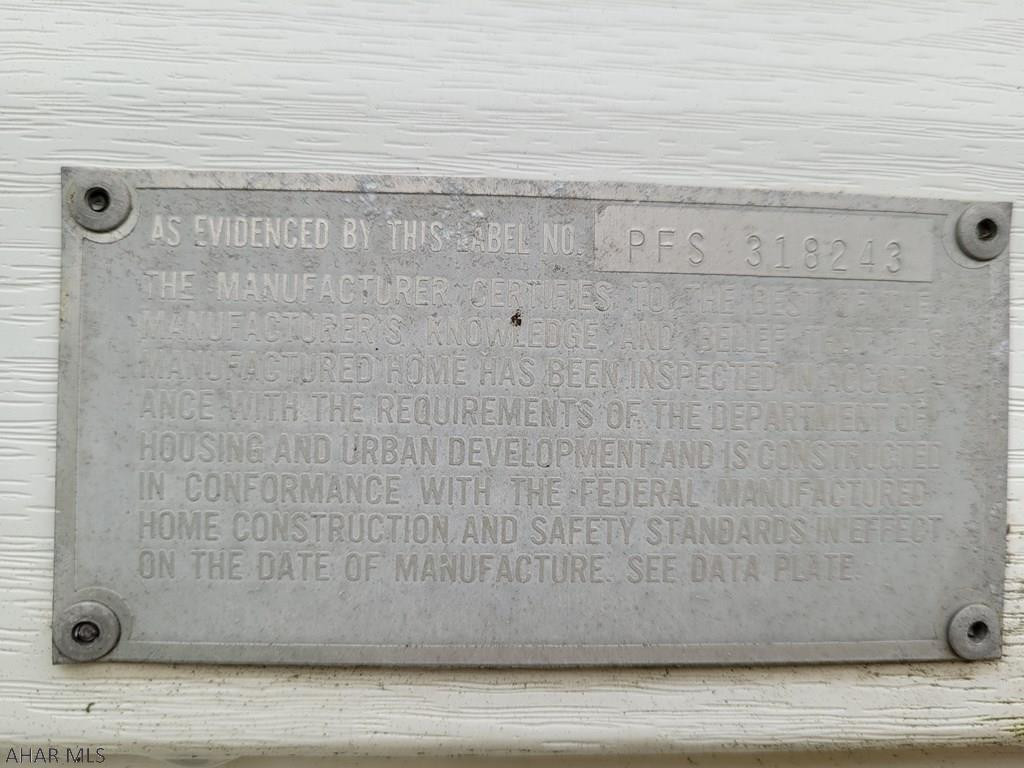 AS EVIDENCED BY THIS LABEL NO. PFS 318243
THE MANUFACTURER CERTIFIES TO THE BEST OF THE
MANUFACTURER'S KNOWLEDGE AND BELIEF THAT THIS
MANUFACTURED HOME HAS BEEN INSPECTED IN ACCORD-
ANCE WITH THE REQUIREMENTS OF THE DEPARTMENT OF
HOUSING AND URBAN DEVELOPMENT AND IS CONSTRUCTED
IN CONFORMANCE WITH THE FEDERAL MANUFACTURED
HOME CONSTRUCTION AND SAFETY STANDARDS IN EFFECT
ON THE DATE OF MANUFACTURE. SEE DATA PLATE.
AHAR MLS